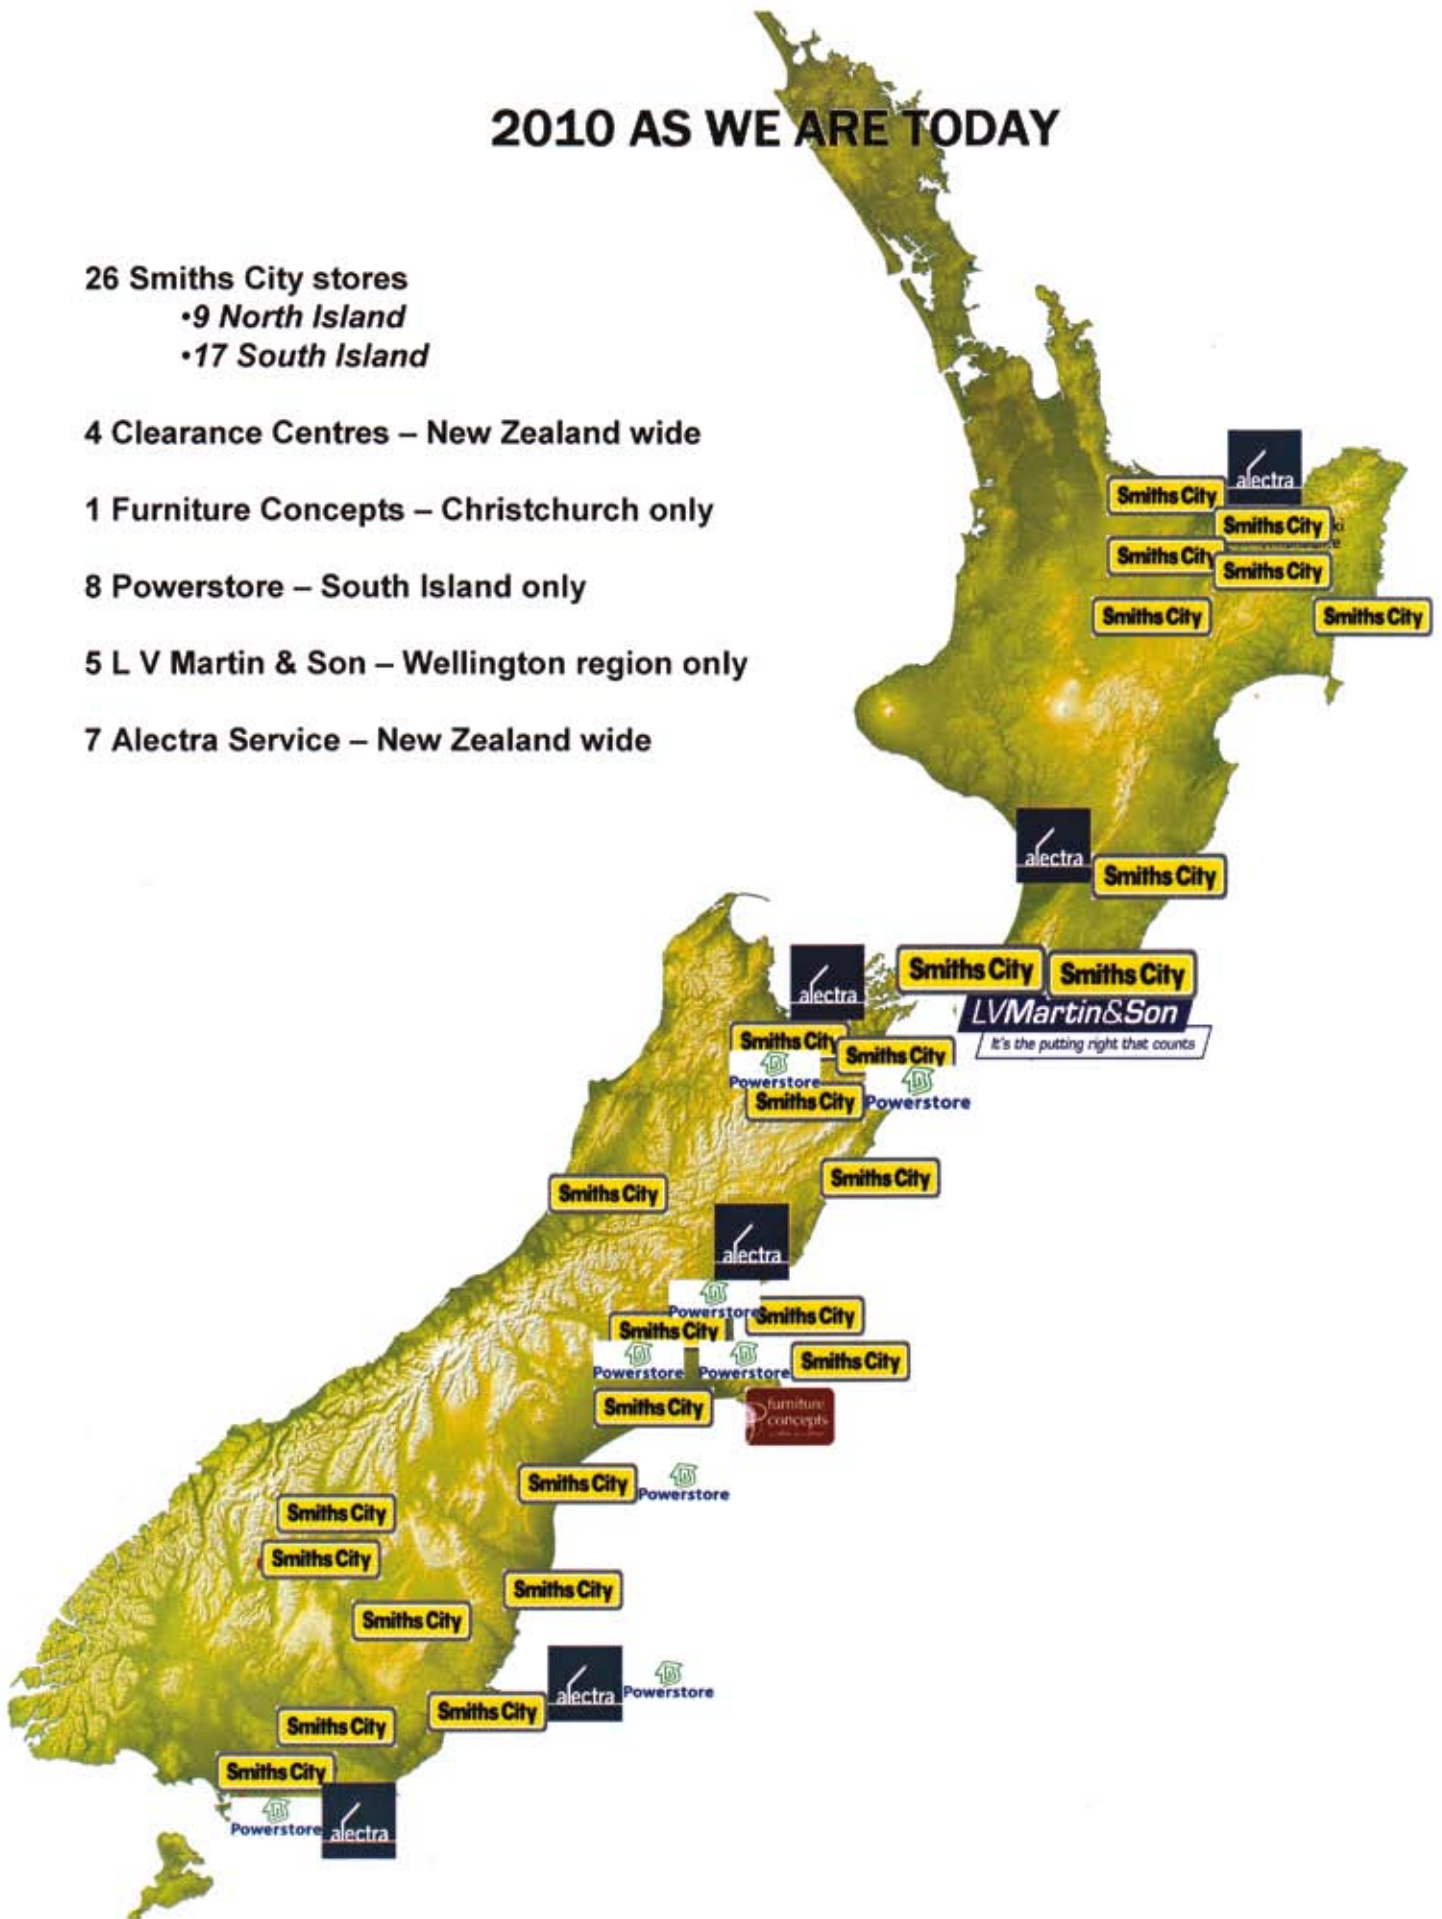 2010 AS WE ARE TODAY
26 Smiths City stores
•9 North Island
•17 South Island
4 Clearance Centres – New Zealand wide
1 Furniture Concepts – Christchurch only
8 Powerstore – South Island only
5 L V Martin & Son – Wellington region only
7 Alectra Service – New Zealand wide
alectra
Smiths City
Smiths City
Smiths City
Smiths City
Smiths City
Smiths City
alectra
Smiths City
Smiths City
Smiths City
LVMartin&Son
It's the putting right that counts
alectra
Smiths City
Smiths City
Powerstore
Powerstore
Smiths City
Smiths City
Smiths City
alectra
Powerstore
Smiths City
Smiths City
Powerstore
Powerstore
Smiths City
Smiths City
furniture
concepts
Smiths City
Powerstore
Smiths City
Smiths City
Smiths City
Smiths City
alectra
Powerstore
Smiths City
Smiths City
Smiths City
Powerstore
alectra